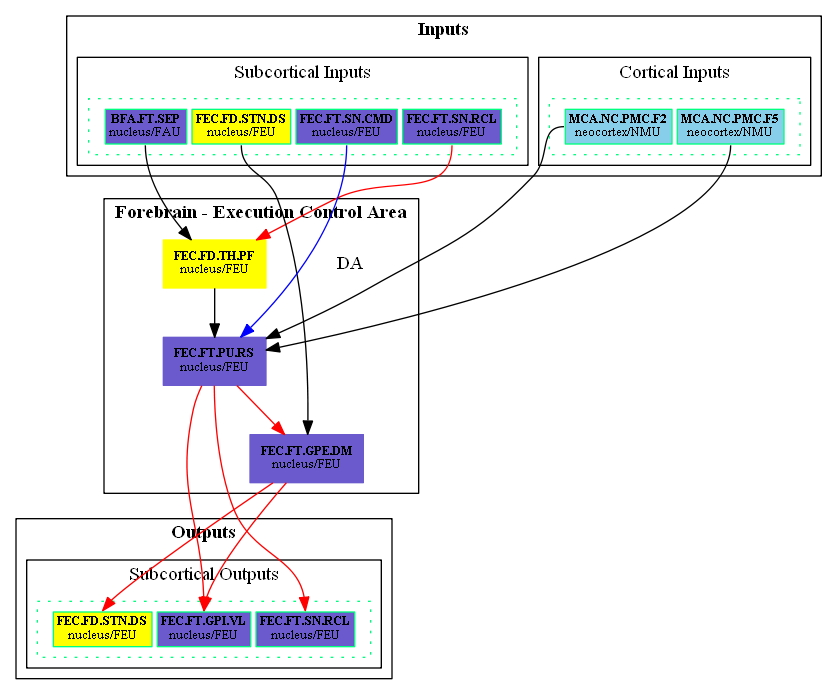 Inputs
Subcortical Inputs
Cortical Inputs
BFA.FT.SEP
nucleus/FAU
FEC.FD.STN.DS
nucleus/FEU
FEC.FT.SN.CMD
nucleus/FEU
FEC.FT.SN.RCL
nucleus/FEU
MCA.NC.PMC.F2
neocortex/NMU
MCA.NC.PMC.F5
neocortex/NMU
Forebrain - Execution Control Area
FEC.FD.TH.PF
nucleus/FEU
DA
FEC.FT.PU.RS
nucleus/FEU
FEC.FT.GPE.DM
nucleus/FEU
Outputs
Subcortical Outputs
FEC.FD.STN.DS
nucleus/FEU
FEC.FT.GPI.VL
nucleus/FEU
FEC.FT.SN.RCL
nucleus/FEU